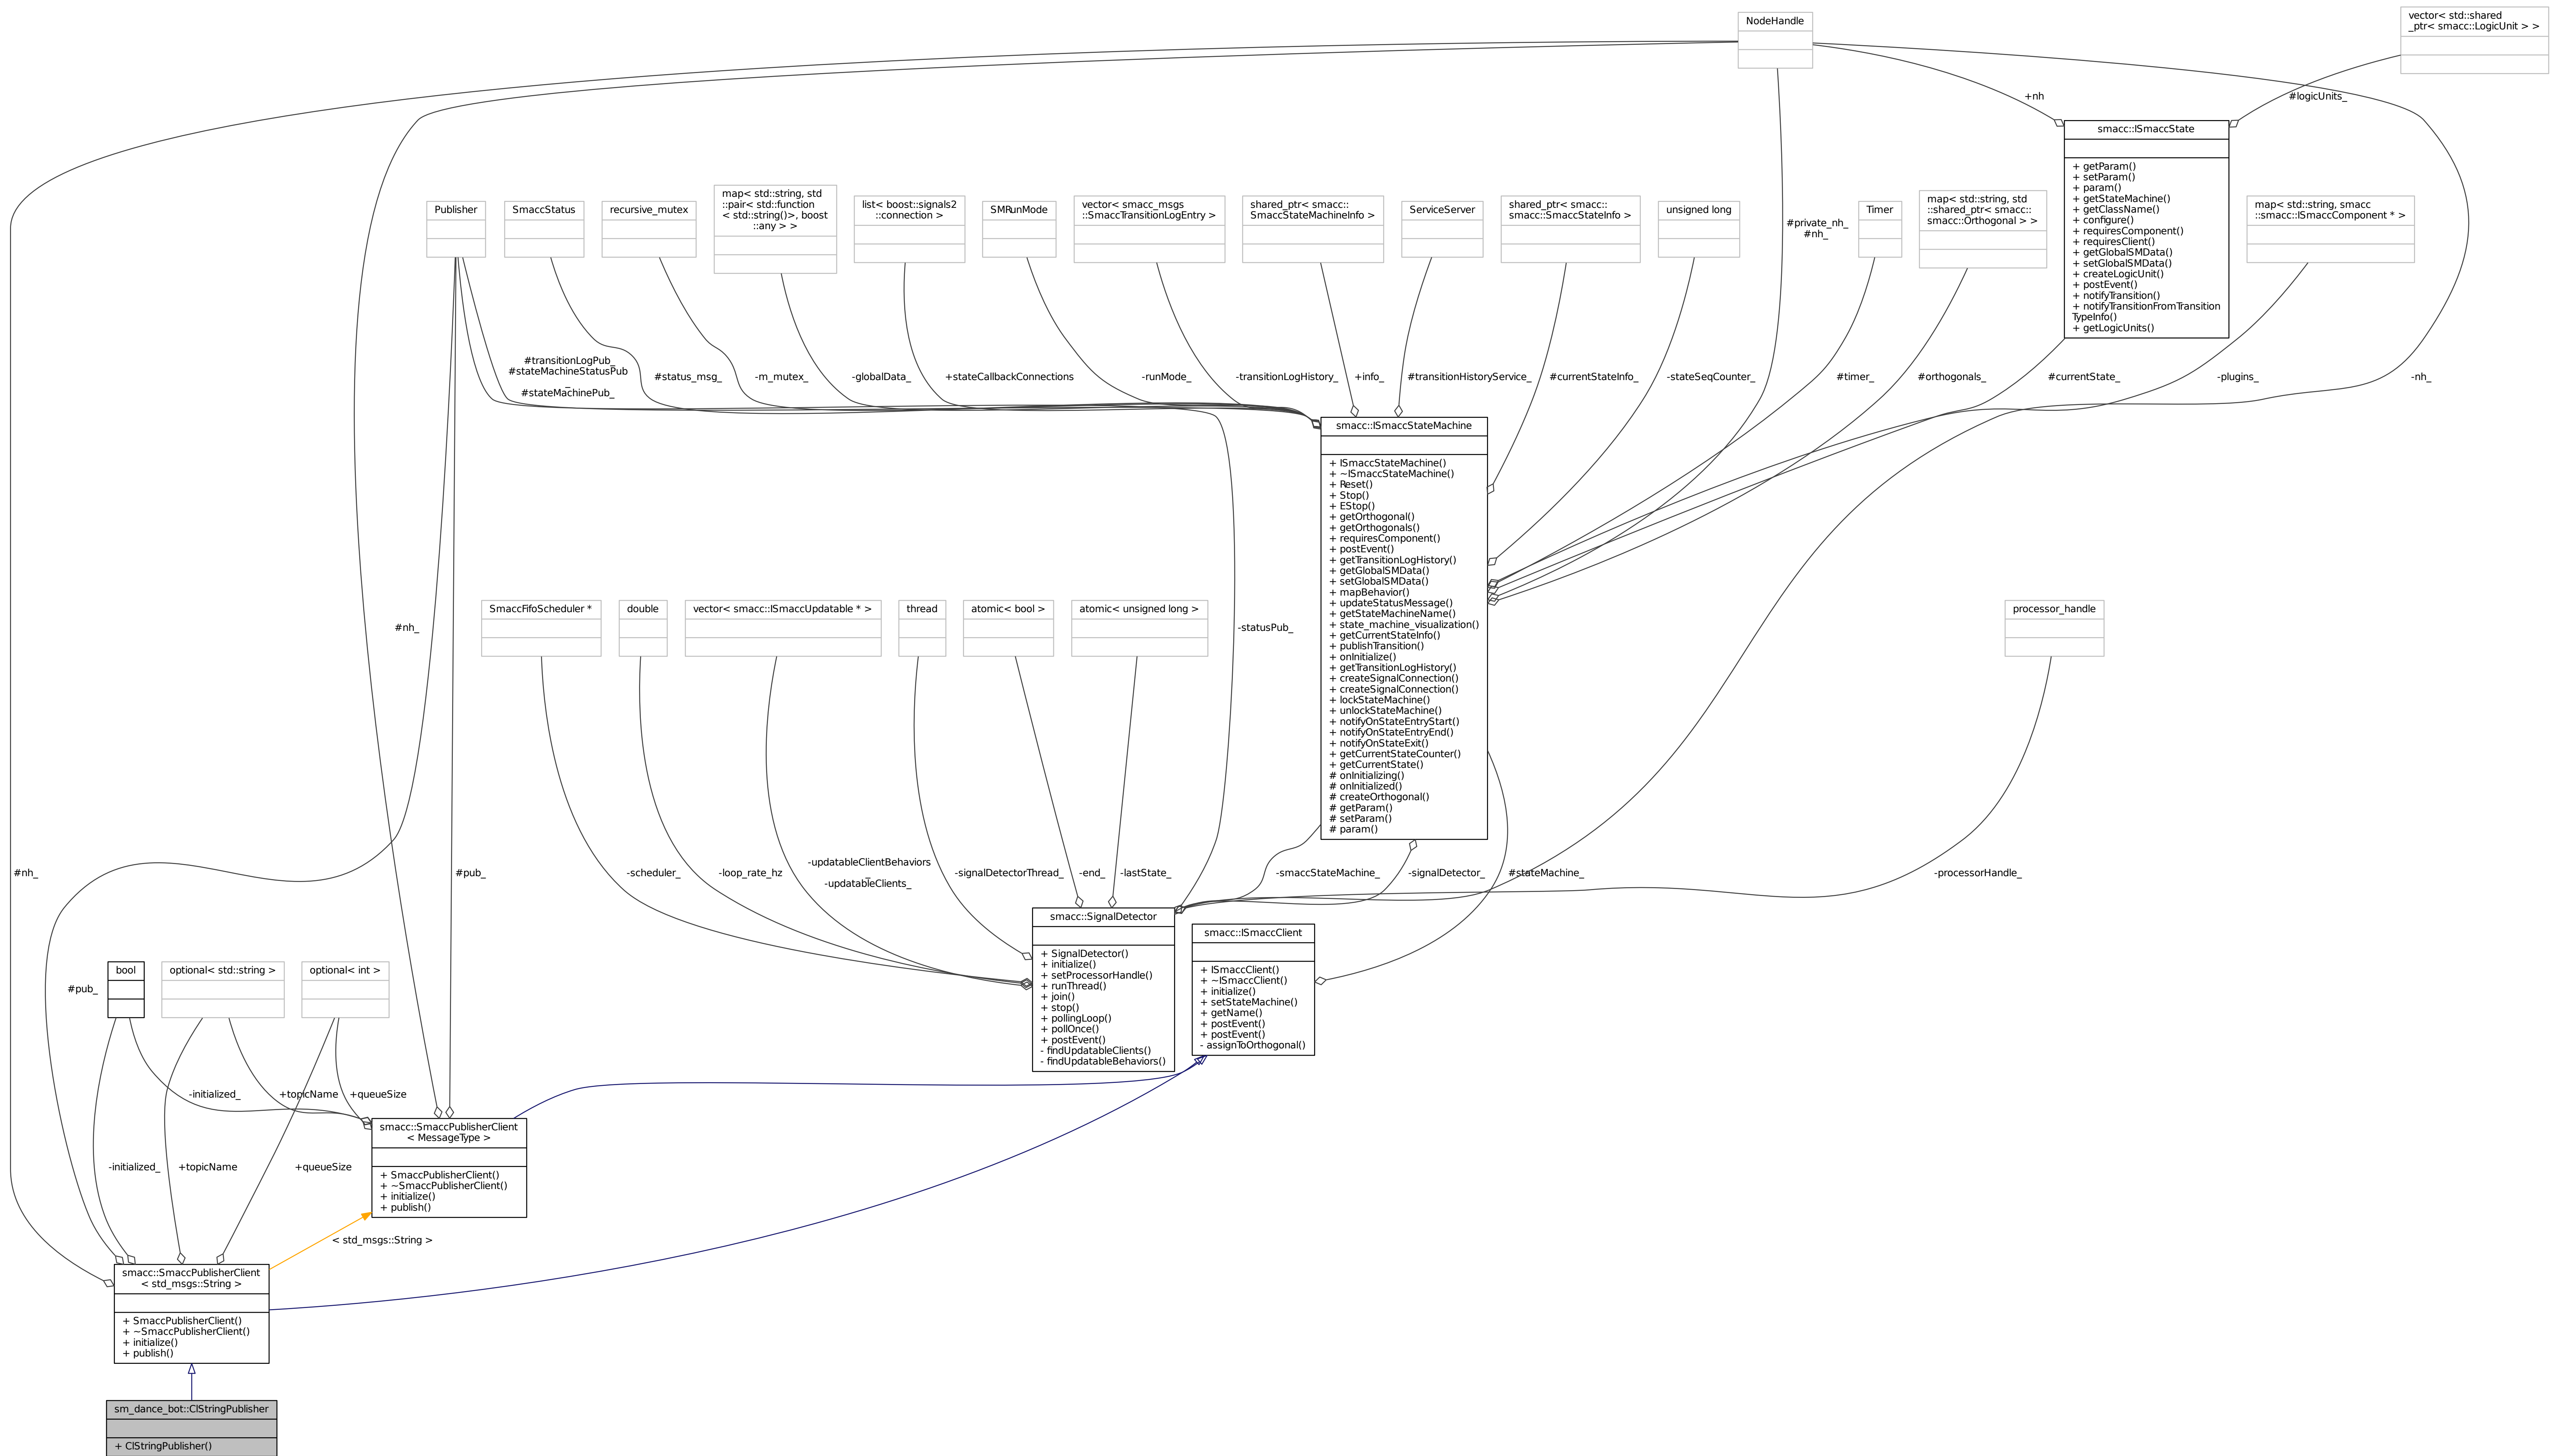 NodeHandle
vector< std::shared
_ptr< smacc::LogicUnit > >
+nh
#logicUnits_
smacc::ISmaccState
+ getParam()
+ setParam()
+ param()
+ getStateMachine()
+ getClassName()
+ configure()
+ requiresComponent()
+ requiresClient()
+ getGlobalSMData()
+ setGlobalSMData()
+ createLogicUnit()
+ postEvent()
+ notifyTransition()
+ notifyTransitionFromTransition
TypeInfo()
+ getLogicUnits()
Publisher
SmaccStatus
recursive_mutex
map< std::string, std
::pair< std::function
< std::string()>, boost
::any > >
list< boost::signals2
::connection >
SMRunMode
vector< smacc_msgs
::SmaccTransitionLogEntry >
shared_ptr< smacc::
SmaccStateMachineInfo >
ServiceServer
shared_ptr< smacc::
smacc::SmaccStateInfo >
unsigned long
#private_nh_
#nh_
Timer
map< std::string, std
::shared_ptr< smacc::
smacc::Orthogonal > >
map< std::string, smacc
::smacc::ISmaccComponent * >
#transitionLogPub_
#stateMachineStatusPub
_
#stateMachinePub_
#status_msg_
-m_mutex_
-globalData_
+stateCallbackConnections
-runMode_
-transitionLogHistory_
+info_
#transitionHistoryService_
#currentStateInfo_
-stateSeqCounter_
#timer_
#orthogonals_
#currentState_
-plugins_
-nh_
smacc::ISmaccStateMachine
+ ISmaccStateMachine()
+ ~ISmaccStateMachine()
+ Reset()
+ Stop()
+ EStop()
+ getOrthogonal()
+ getOrthogonals()
+ requiresComponent()
+ postEvent()
+ getTransitionLogHistory()
+ getGlobalSMData()
+ setGlobalSMData()
+ mapBehavior()
+ updateStatusMessage()
+ getStateMachineName()
+ state_machine_visualization()
+ getCurrentStateInfo()
+ publishTransition()
+ onInitialize()
+ getTransitionLogHistory()
+ createSignalConnection()
+ createSignalConnection()
+ lockStateMachine()
+ unlockStateMachine()
+ notifyOnStateEntryStart()
+ notifyOnStateEntryEnd()
+ notifyOnStateExit()
+ getCurrentStateCounter()
+ getCurrentState()
# onInitializing()
# onInitialized()
# createOrthogonal()
# getParam()
# setParam()
# param()
#nh_
SmaccFifoScheduler *
double
vector< smacc::ISmaccUpdatable * >
thread
atomic< bool >
atomic< unsigned long >
-statusPub_
processor_handle
#nh_
#pub_
-scheduler_
-loop_rate_hz
-updatableClientBehaviors
_
-updatableClients_
-signalDetectorThread_
-end_
-lastState_
-smaccStateMachine_
-signalDetector_
#stateMachine_
-processorHandle_
smacc::SignalDetector
+ SignalDetector()
+ initialize()
+ setProcessorHandle()
+ runThread()
+ join()
+ stop()
+ pollingLoop()
+ pollOnce()
+ postEvent()
- findUpdatableClients()
- findUpdatableBehaviors()
smacc::ISmaccClient
+ ISmaccClient()
+ ~ISmaccClient()
+ initialize()
+ setStateMachine()
+ getName()
+ postEvent()
+ postEvent()
- assignToOrthogonal()
#pub_
bool
optional< std::string >
optional< int >
-initialized_
+topicName
+queueSize
smacc::SmaccPublisherClient
< MessageType >
+ SmaccPublisherClient()
+ ~SmaccPublisherClient()
+ initialize()
+ publish()
-initialized_
+topicName
+queueSize
< std_msgs::String >
smacc::SmaccPublisherClient
< std_msgs::String >
+ SmaccPublisherClient()
+ ~SmaccPublisherClient()
+ initialize()
+ publish()
sm_dance_bot::ClStringPublisher
+ ClStringPublisher()